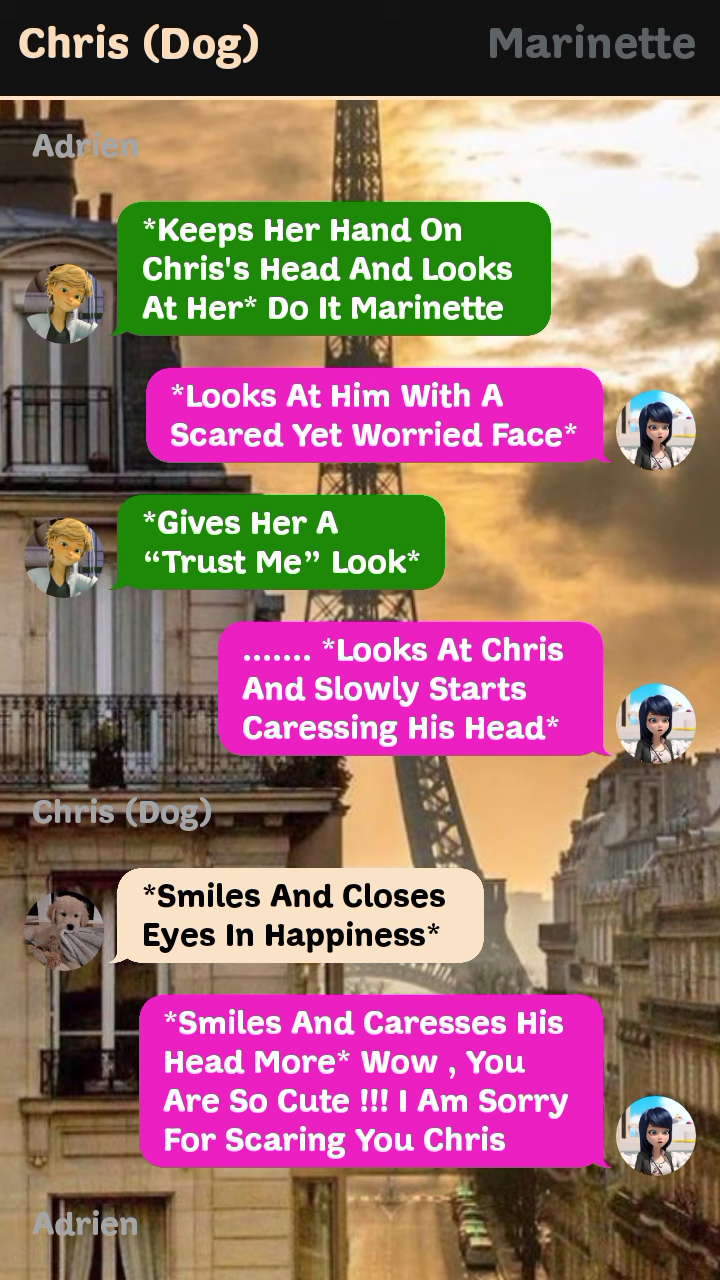 Chris (Dog) Marinette
Adrien
*Keeps Her Hand On
Chris's Head And Looks
At Her* Do It Marinette
*Looks At Him With A
Scared Yet Worried Face*
*Gives Her A
“Trust Me” Look*
....... *Looks At Chris
And Slowly Starts
Caressing His Head*
Chris (Dog)
*Smiles And Closes
Eyes In Happiness*
*Smiles And Caresses His
Head More* Wow , You
Are So Cute !!! I Am Sorry
For Scaring You Chris
Adrien